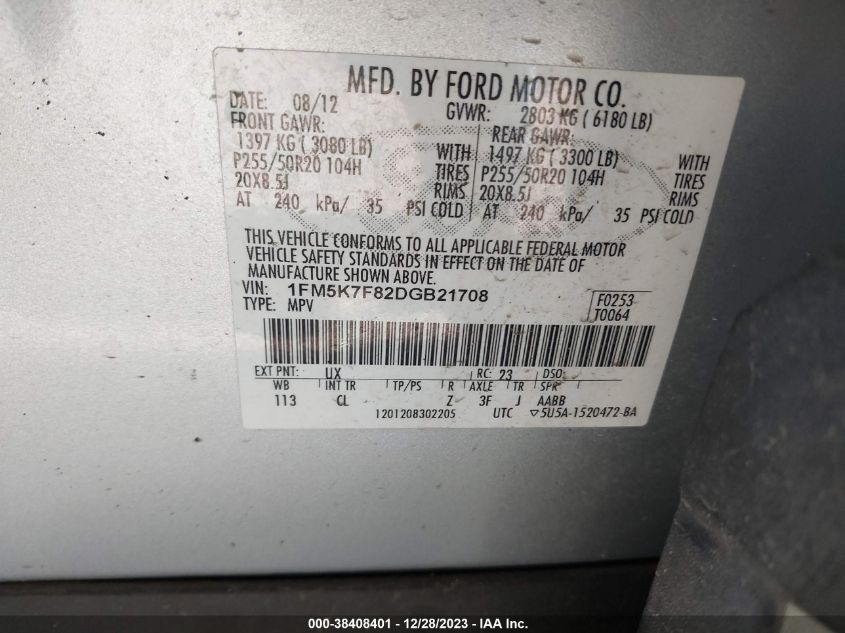 MFD. BY FORD MOTOR CO.
DATE: 08/12 GVWR: 2803 KG ( 6180 LB)
FRONT GAWR: REAR GAWR:
1397 KG ( 3080 LB) WITH 1497 KG ( 3300 LB) WITH
P255/50R20 104H TIRES P255/50R20 104H TIRES
20X8.5J RIMS 20X8.5J RIMS
AT 240 kPa/ 35 PSI COLD AT 240 kPa/ 35 PSI COLD
THIS VEHICLE CONFORMS TO ALL APPLICABLE FEDERAL MOTOR
VEHICLE SAFETY STANDARDS IN EFFECT ON THE DATE OF
MANUFACTURE SHOWN ABOVE.
VIN: 1FM5K7F82DGB21708 F0253
TYPE: MPV T0064
EXT PNT: UX RC: 23 DSO:
WB INT TR TP/PS R AXLE TR SPR
113 CL Z 3F J AABB
1201208302205 UTC ▽5U5A-1520472-BA
000-38408401 - 12/28/2023 - IAA Inc.